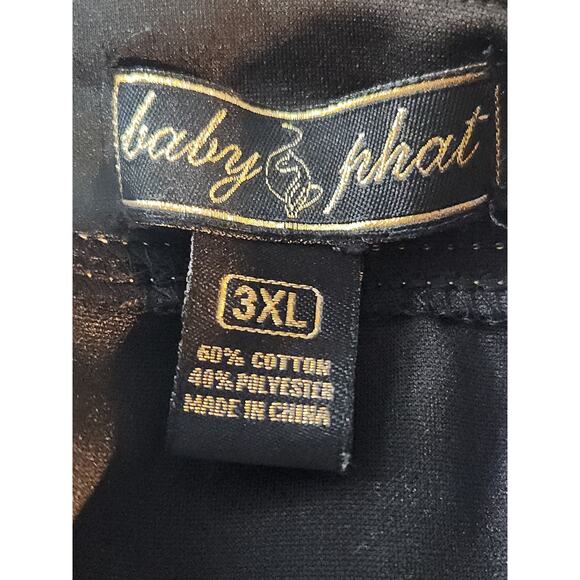 baby phat
3XL
60% COTTON
40% POLYESTER
MADE IN CHINA